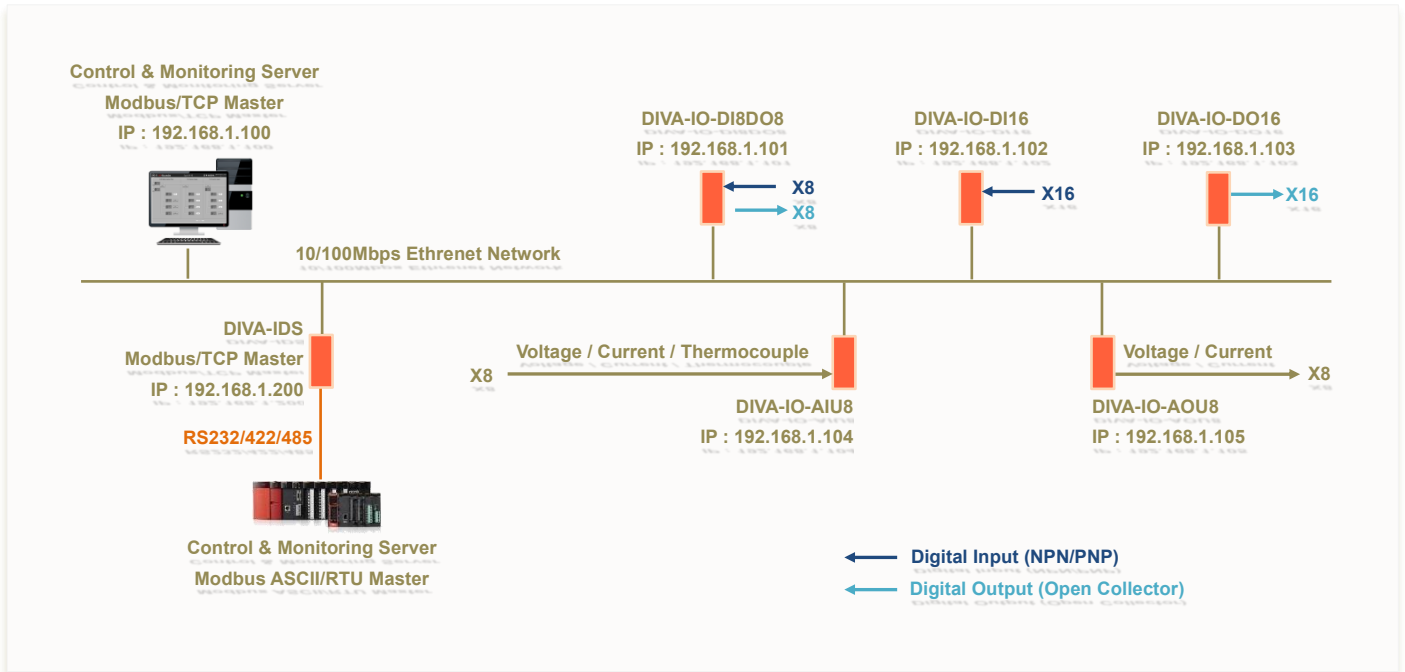 Control & Monitoring Server
Modbus/TCP Master
IP : 192.168.1.100
DIVA-IO-DI8DO8
IP : 192.168.1.101
X8
X8
DIVA-IO-DI16
IP : 192.168.1.102
X16
DIVA-IO-DO16
IP : 192.168.1.103
X16
10/100Mbps Ethrenet Network
DIVA-IDS
Modbus/TCP Master
IP : 192.168.1.200
RS232/422/485
Control & Monitoring Server
Modbus ASCII/RTU Master
X8
Voltage / Current / Thermocouple
DIVA-IO-AIU8
IP : 192.168.1.104
Voltage / Current
X8
DIVA-IO-AOU8
IP : 192.168.1.105
Digital Input (NPN/PNP)
Digital Output (Open Collector)